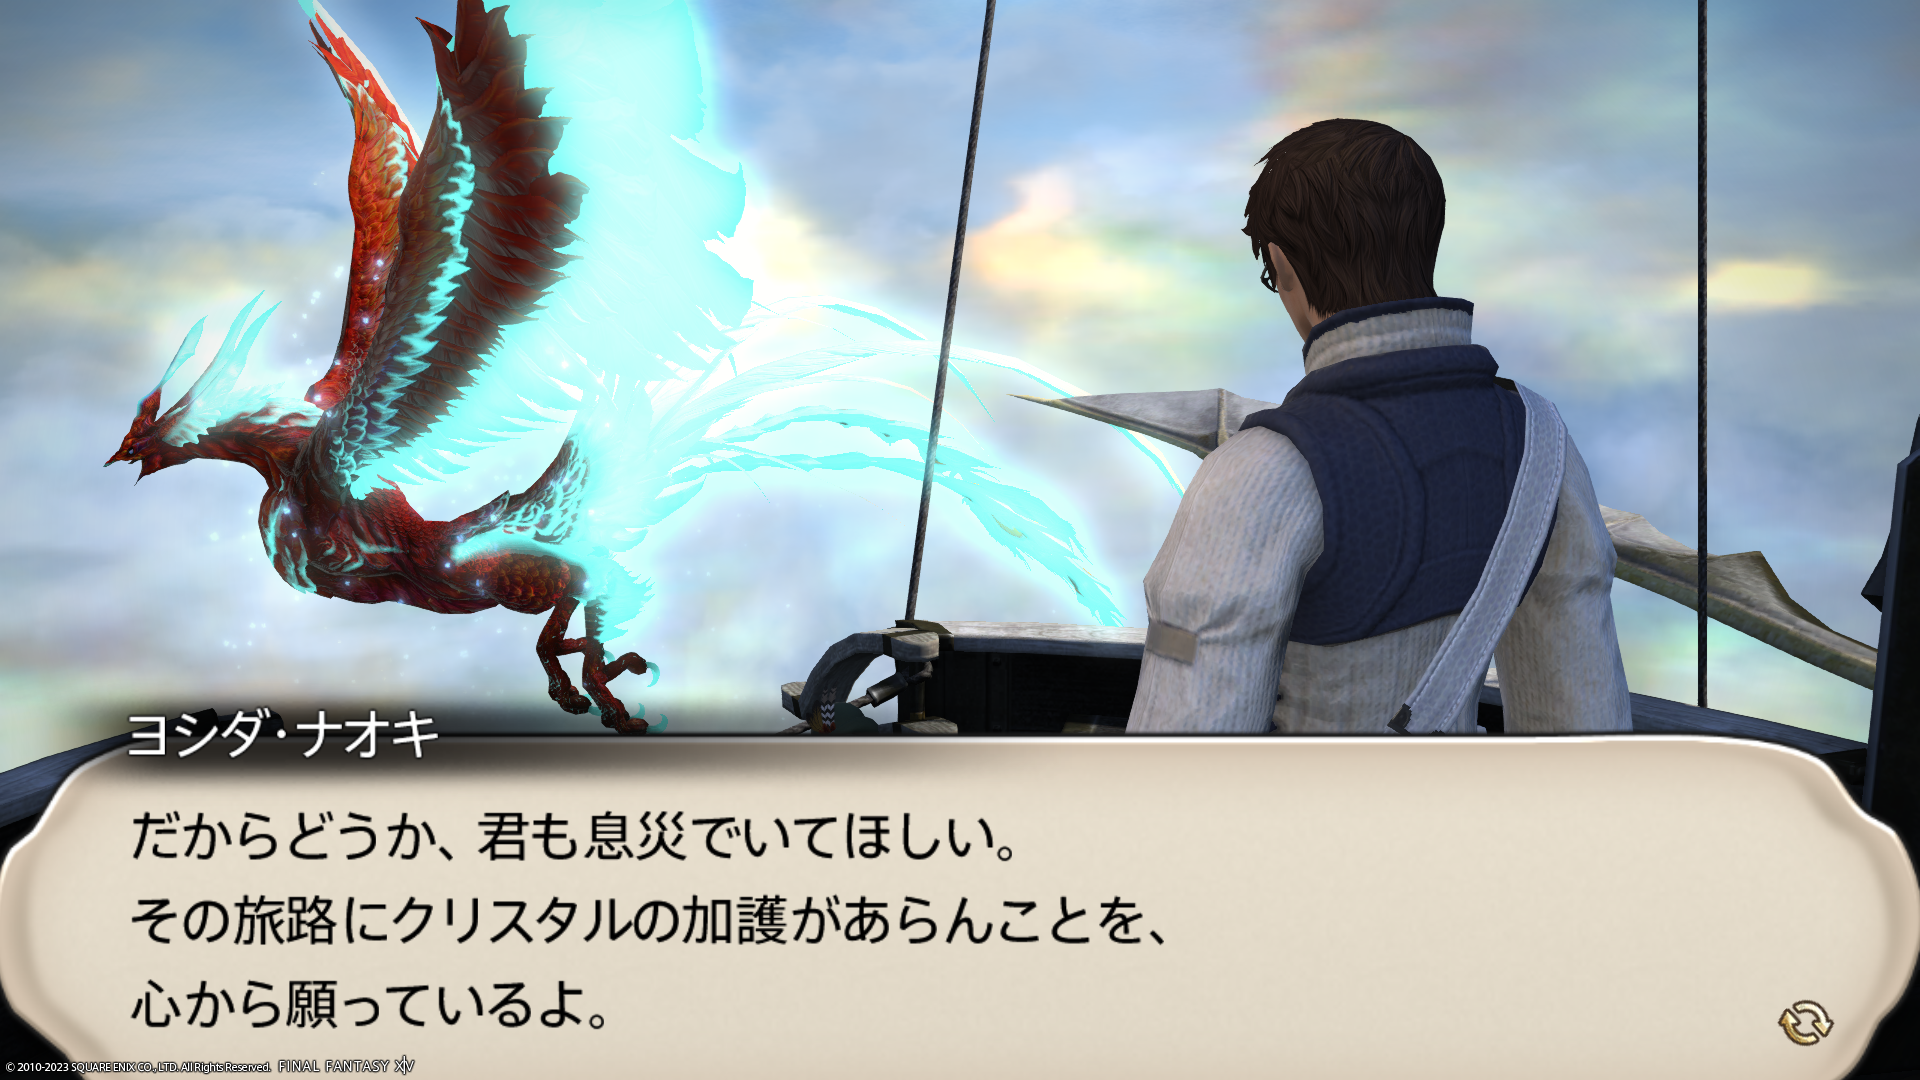 ヨシダ・ナオキ
だからどうか、君も息災でいてほしい。
その旅路にクリスタルの加護があらんことを、
心から願っているよ。
© 2010-2023 SQUARE ENIX CO., LTD. All Rights Reserved. FINAL FANTASY XIV